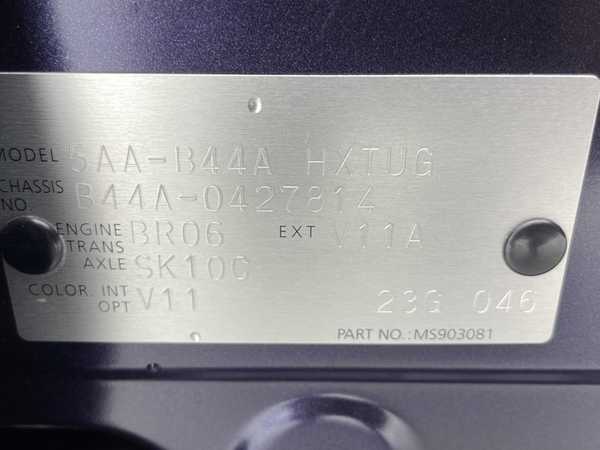 MODEL 5AA-B44A HXTUG
CHASSIS NO B44A-0427814
ENGINE TRANS BR06 EXT V11A
AXLE SK10C
COLOR. INT OPT V11 23G 046
PART NO.:MS903081